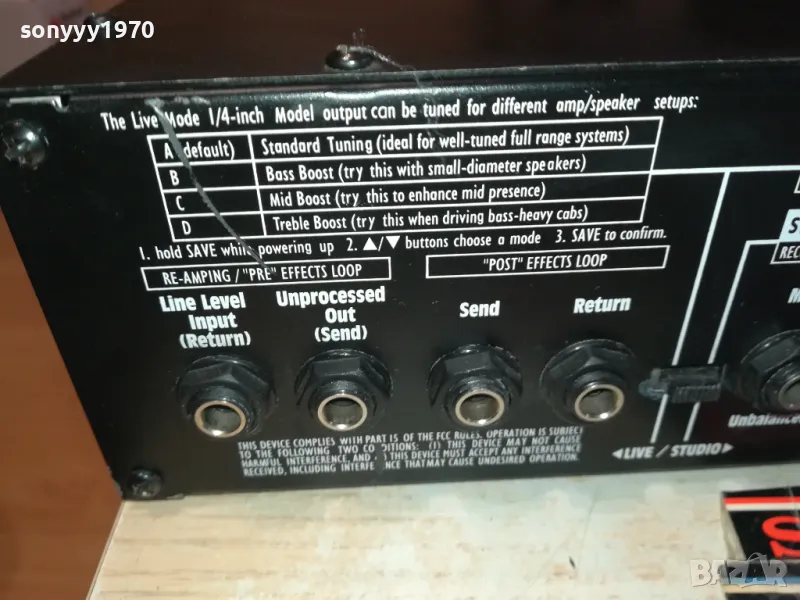 sonyyy1970
The Live Mode 1/4-inch Model output can be tuned for different amp/speaker setups:
A (default) Standard Tuning (ideal for well-tuned full range systems)
B Bass Boost (try this with small-diameter speakers)
C Mid Boost (try this to enhance mid presence)
D Treble Boost (try this when driving bass-heavy cabs)
1. hold SAVE while powering up 2. ▲/▼ buttons choose a mode 3. SAVE to confirm.
RE-AMPING/"PRE" EFFECTS LOOP
"POST" EFFECTS LOOP
REC
Line Level Input (Return)
Unprocessed Out (Send)
Send
Return
Unbalanced
THIS DEVICE COMPLIES WITH PART 15 OF THE FCC RULES. OPERATION IS SUBJECT
TO THE FOLLOWING TWO CONDITIONS: (1) THIS DEVICE MAY NOT CAUSE
HARMFUL INTERFERENCE, AND (2) THIS DEVICE MUST ACCEPT ANY INTERFERENCE
RECEIVED, INCLUDING INTERFERENCE THAT MAY CAUSE UNDESIRED OPERATION.
◄LIVE / STUDIO►
S
BAZAR
bg